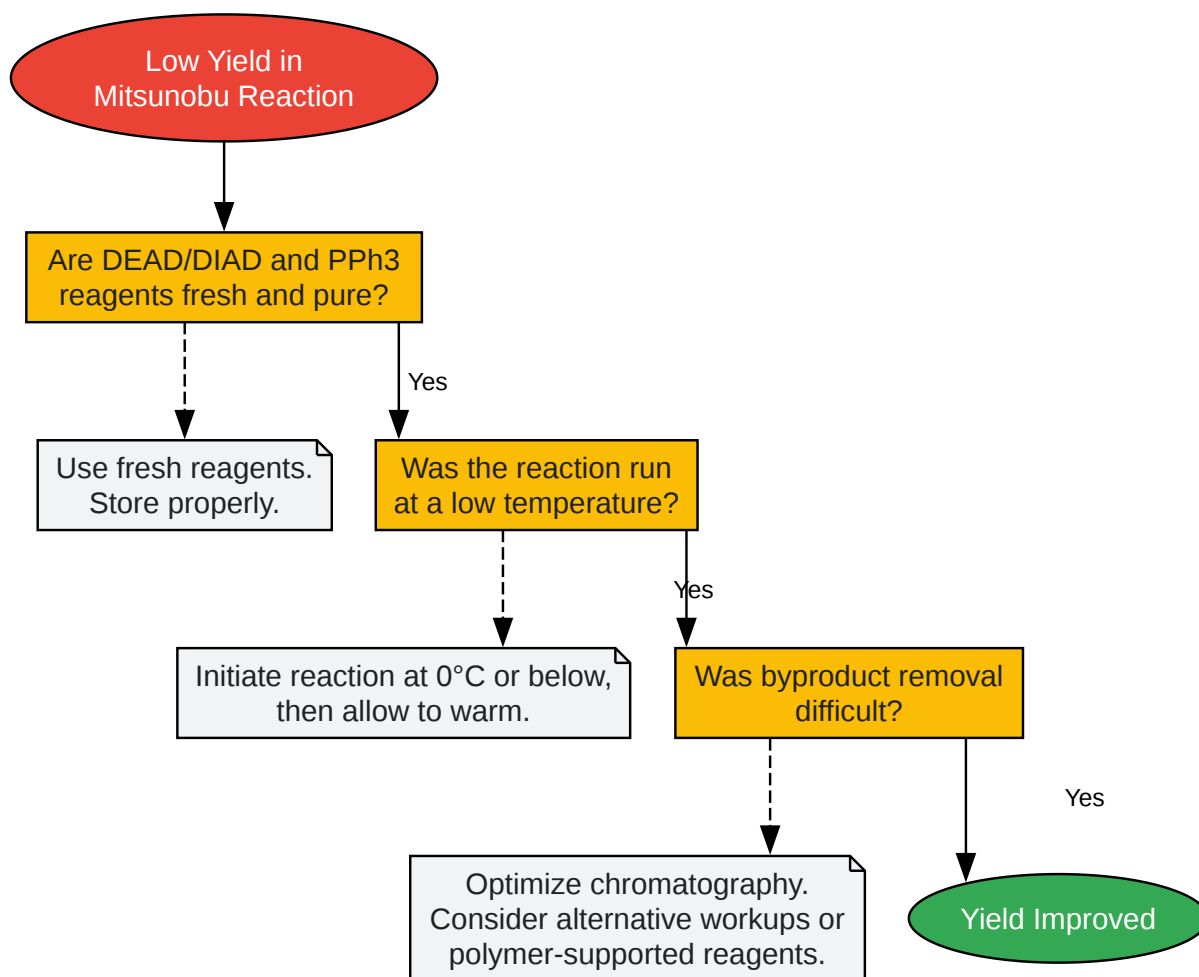 Low Yield in
Mitsunobu Reaction
Are DEAD/DIAD and PPh3
reagents fresh and pure?
Yes
Use fresh reagents.
Store properly.
Was the reaction run
at a low temperature?
Yes
Initiate reaction at 0°C or below,
then allow to warm.
Was byproduct removal
difficult?
Yes
Optimize chromatography.
Consider alternative workups or
polymer-supported reagents.
Yield Improved